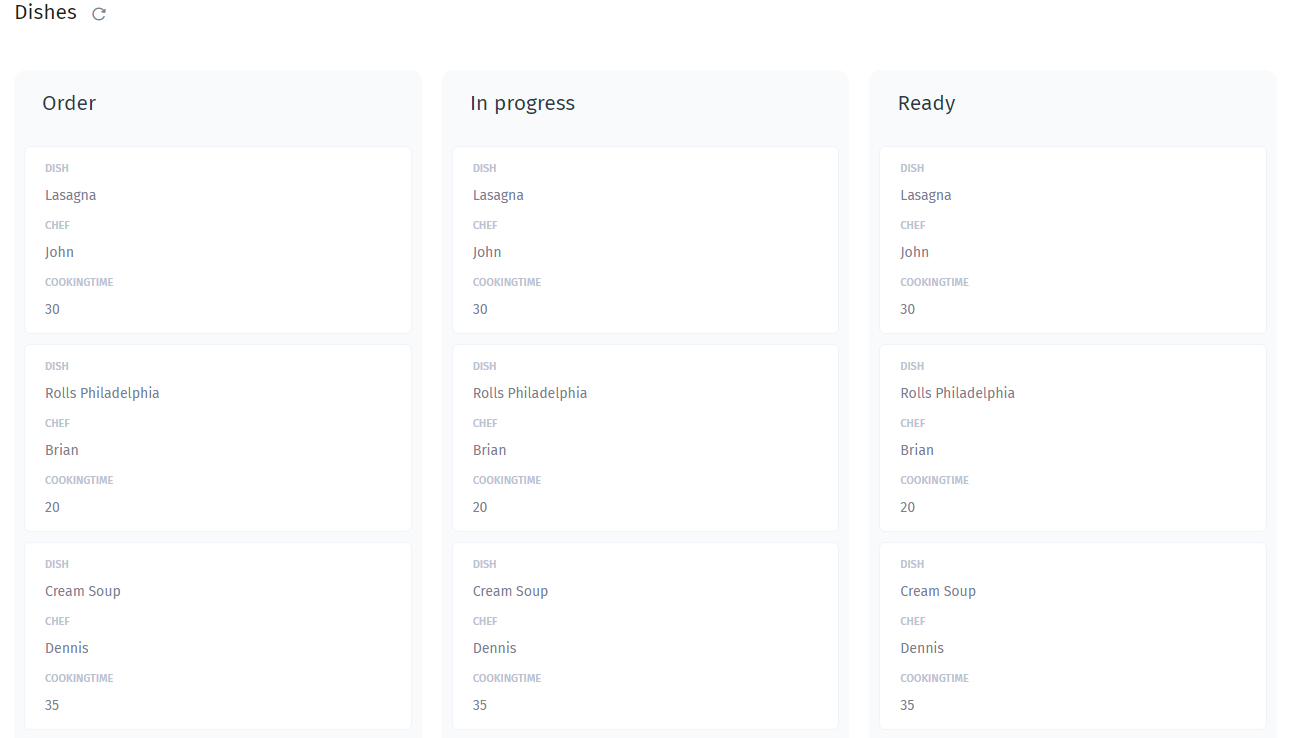 Dishes
Order
DISH
Lasagna
CHEF
John
COOKINGTIME
30
DISH
Rolls Philadelphia
CHEF
Brian
COOKINGTIME
20
DISH
Cream Soup
CHEF
Dennis
COOKINGTIME
35
In progress
DISH
Lasagna
CHEF
John
COOKINGTIME
30
DISH
Rolls Philadelphia
CHEF
Brian
COOKINGTIME
20
DISH
Cream Soup
CHEF
Dennis
COOKINGTIME
35
Ready
DISH
Lasagna
CHEF
John
COOKINGTIME
30
DISH
Rolls Philadelphia
CHEF
Brian
COOKINGTIME
20
DISH
Cream Soup
CHEF
Dennis
COOKINGTIME
35